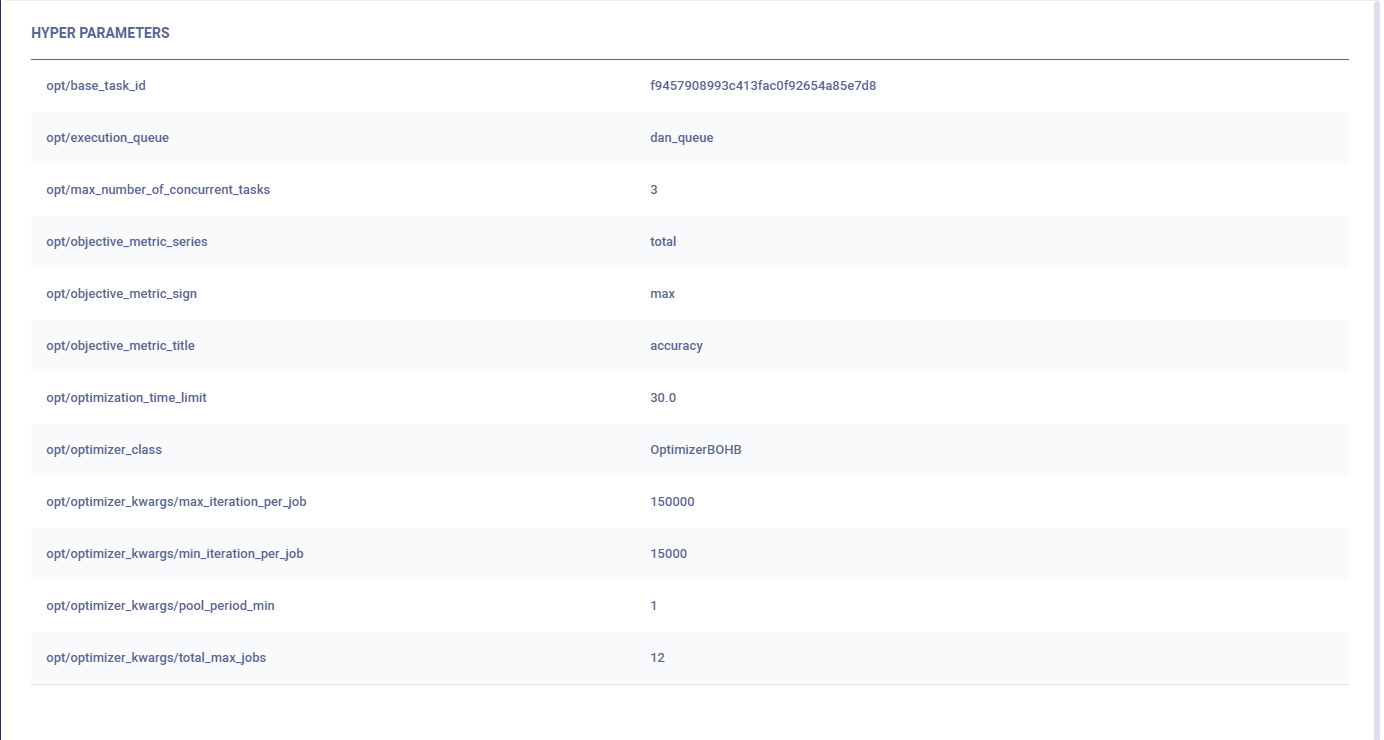 HYPER PARAMETERS
opt/base_task_id f9457908993c413fac0f92654a85e7d8
opt/execution_queue dan_queue
opt/max_number_of_concurrent_tasks 3
opt/objective_metric_series total
opt/objective_metric_sign max
opt/objective_metric_title accuracy
opt/optimization_time_limit 30.0
opt/optimizer_class OptimizerBOHB
opt/optimizer_kwargs/max_iteration_per_job 150000
opt/optimizer_kwargs/min_iteration_per_job 15000
opt/optimizer_kwargs/pool_period_min 1
opt/optimizer_kwargs/total_max_jobs 12